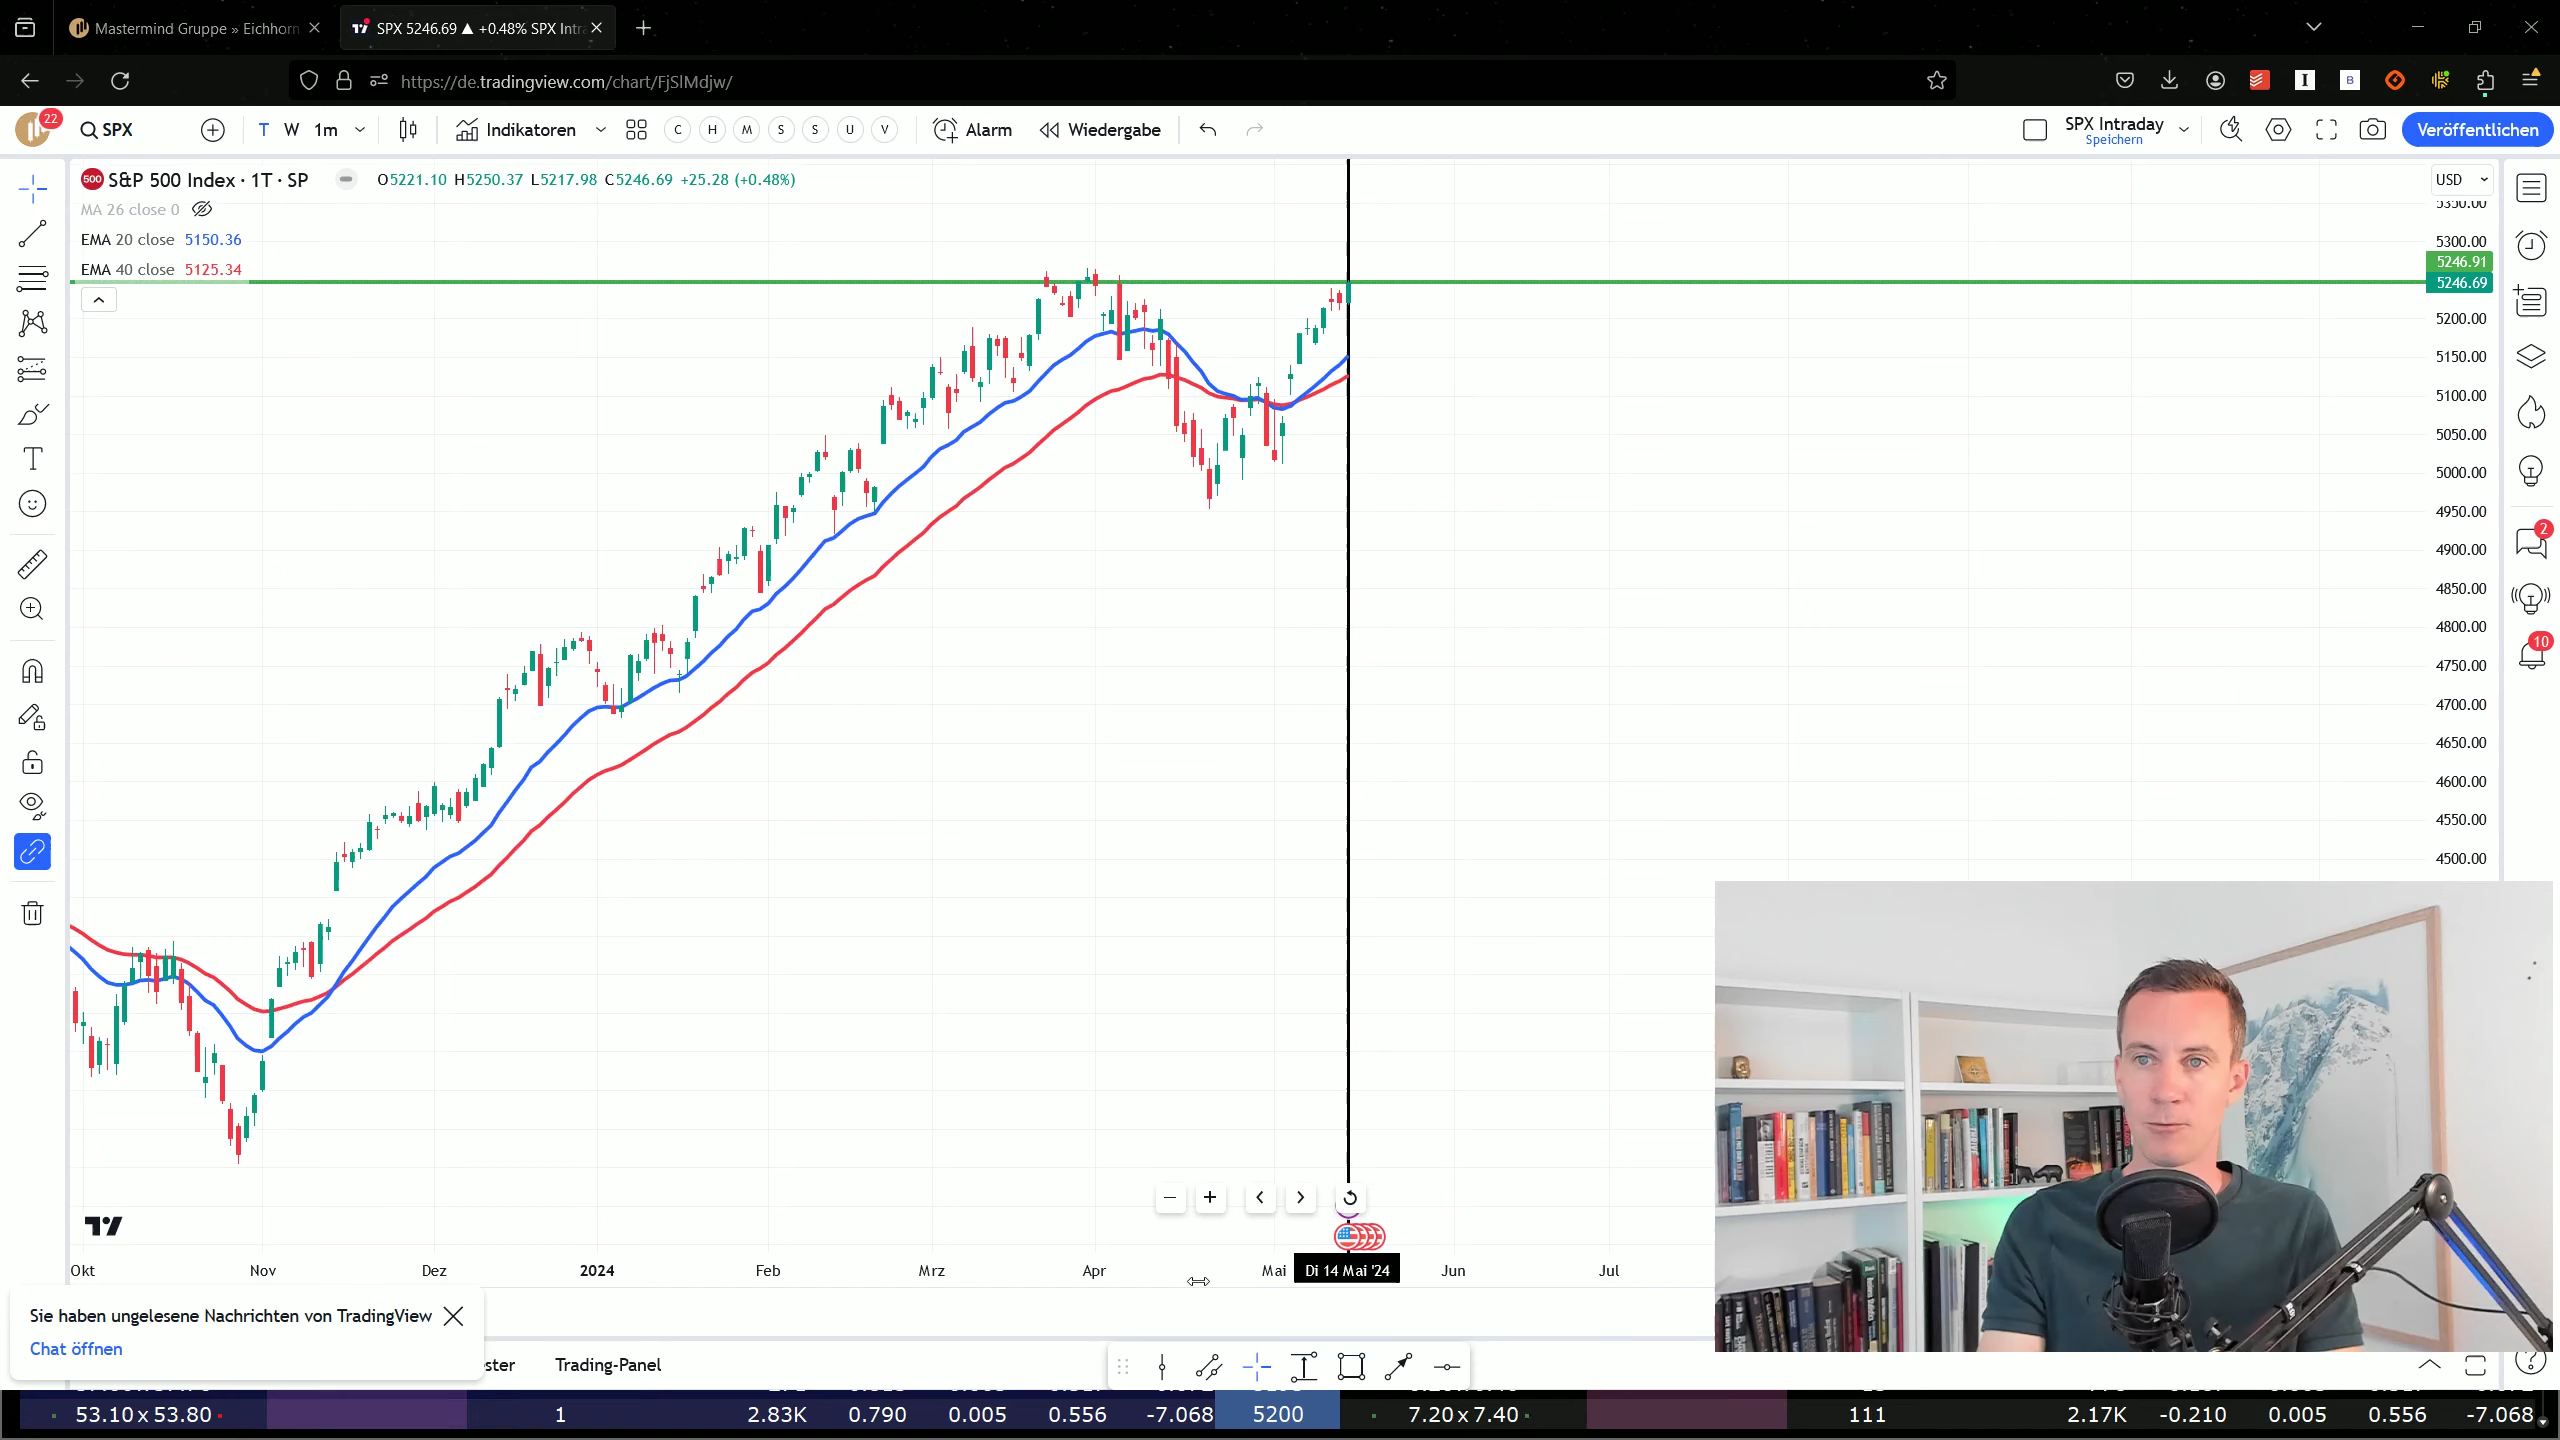 Mastermind Gruppe » Eichhorn
SPX 5246.69 ▲ +0.48% SPX Intra
https://de.tradingview.com/chart/FjSlMdjw/
22
SPX
T W 1m
Indikatoren
C H M S S U V
Alarm
Wiedergabe
SPX Intraday
Speichern
Veröffentlichen
500 S&P 500 Index · 1T · SP
O5221.10 H5250.37 L5217.98 C5246.69 +25.28 (+0.48%)
MA 26 close 0
EMA 20 close 5150.36
EMA 40 close 5125.34
USD
5350.00
5300.00
5246.91
5246.69
5200.00
5150.00
5100.00
5050.00
5000.00
4950.00
4900.00
4850.00
4800.00
4750.00
4700.00
4650.00
4600.00
4550.00
4500.00
2
10
Okt Nov Dez 2024 Feb Mrz Apr Mai Di 14 Mai '24 Jun Jul
Sie haben ungelesene Nachrichten von TradingView
Chat öffnen
ster
Trading-Panel
53.10 x 53.80 1 2.83K 0.790 0.005 0.556 -7.068 5200 7.20 x 7.40 111 2.17K -0.210 0.005 0.556 -7.068